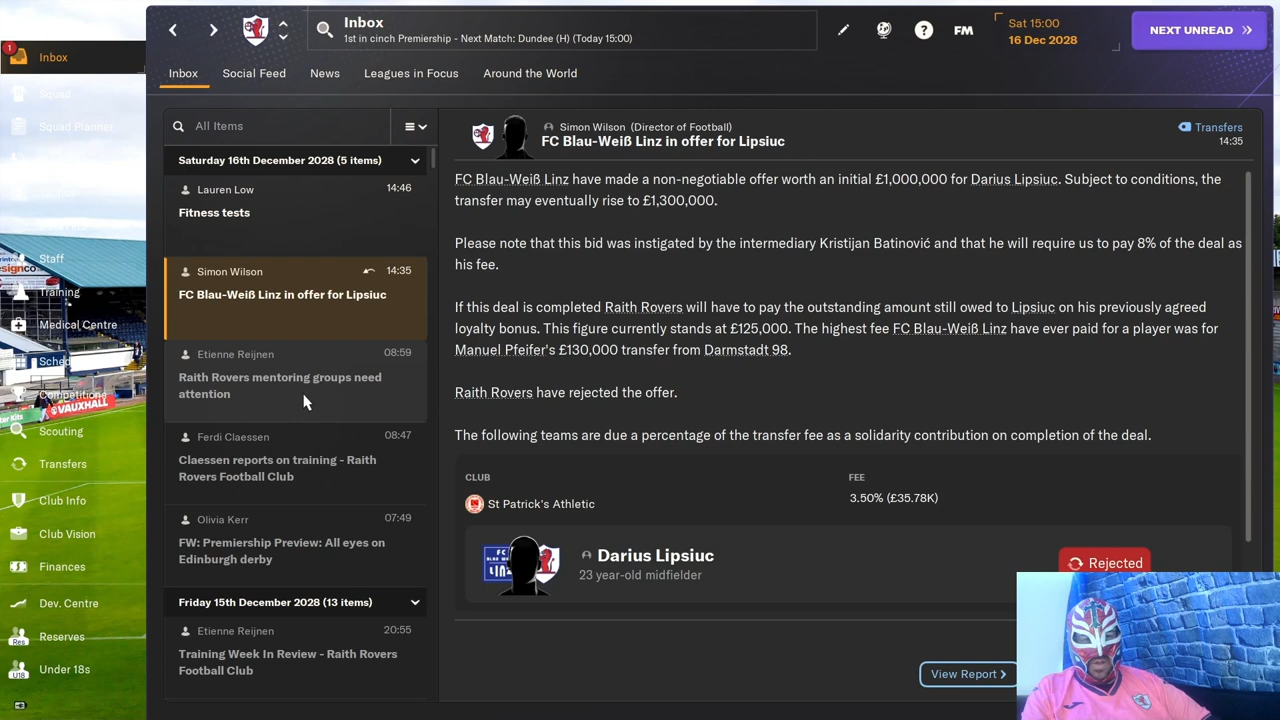 Inbox
1st in cinch Premiership - Next Match: Dundee (H) (Today 15:00)
FM
Sat 15:00
16 Dec 2028
NEXT UNREAD
1
Inbox
Squad
Squad Planner
Staff
Training
Medical Centre
Sched
Competitions
Scouting
Transfers
Club Info
Club Vision
Finances
Dev. Centre
Reserves
Under 18s
Res
U18
designco
VAUXHALL
Inbox
Social Feed
News
Leagues in Focus
Around the World
All Items
Saturday 16th December 2028 (5 items)
Lauren Low
14:46
Fitness tests
Simon Wilson
14:35
FC Blau-Weiß Linz in offer for Lipsiuc
Etienne Reijnen
08:59
Raith Rovers mentoring groups need
attention
Ferdi Claessen
08:47
Claessen reports on training - Raith
Rovers Football Club
Olivia Kerr
07:49
FW: Premiership Preview: All eyes on
Edinburgh derby
Friday 15th December 2028 (13 items)
Etienne Reijnen
20:55
Training Week In Review - Raith Rovers
Football Club
Simon Wilson (Director of Football)
FC Blau-Weiß Linz in offer for Lipsiuc
Transfers
14:35
FC Blau-Weiß Linz have made a non-negotiable offer worth an initial £1,000,000 for Darius Lipsiuc. Subject to conditions, the
transfer may eventually rise to £1,300,000.
Please note that this bid was instigated by the intermediary Kristijan Batinović and that he will require us to pay 8% of the deal as
his fee.
If this deal is completed Raith Rovers will have to pay the outstanding amount still owed to Lipsiuc on his previously agreed
loyalty bonus. This figure currently stands at £125,000. The highest fee FC Blau-Weiß Linz have ever paid for a player was for
Manuel Pfeifer's £130,000 transfer from Darmstadt 98.
Raith Rovers have rejected the offer.
The following teams are due a percentage of the transfer fee as a solidarity contribution on completion of the deal.
CLUB
FEE
St Patrick's Athletic
3.50% (£35.78K)
Darius Lipsiuc
23 year-old midfielder
Rejected
View Report